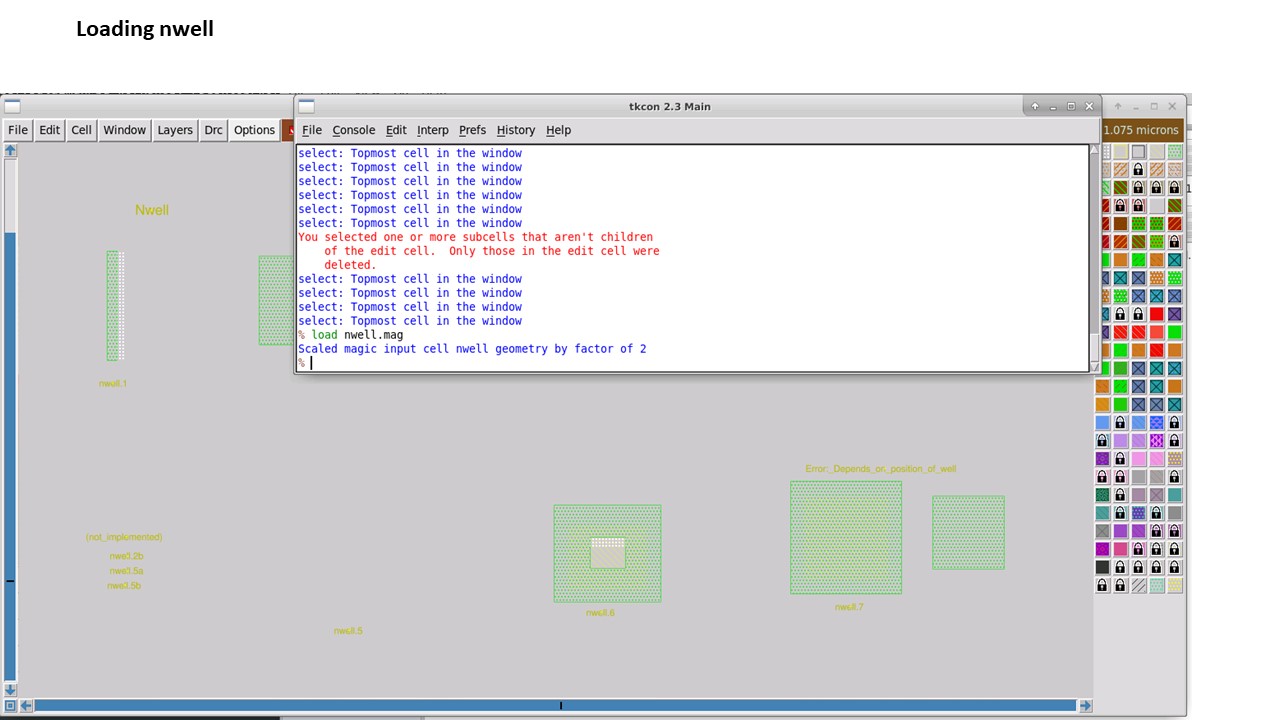 Loading nwell
tkcon 2.3 Main
File Edit Cell Window Layers Drc Options
File Console Edit Interp Prefs History Help
1.075 microns
select: Topmost cell in the window
select: Topmost cell in the window
select: Topmost cell in the window
select: Topmost cell in the window
select: Topmost cell in the window
select: Topmost cell in the window
You selected one or more subcells that aren't children
of the edit cell.  Only those in the edit cell were
deleted.
select: Topmost cell in the window
select: Topmost cell in the window
select: Topmost cell in the window
select: Topmost cell in the window
% load nwell.mag
Scaled magic input cell nwell geometry by factor of 2
%
Nwell
nwell.1
Error:_Depends_on_position_of_well
(not_implemented)
nwe3.2b
nwe3.5a
nwe3.5b
nwell.5
nwell.6
nwell.7